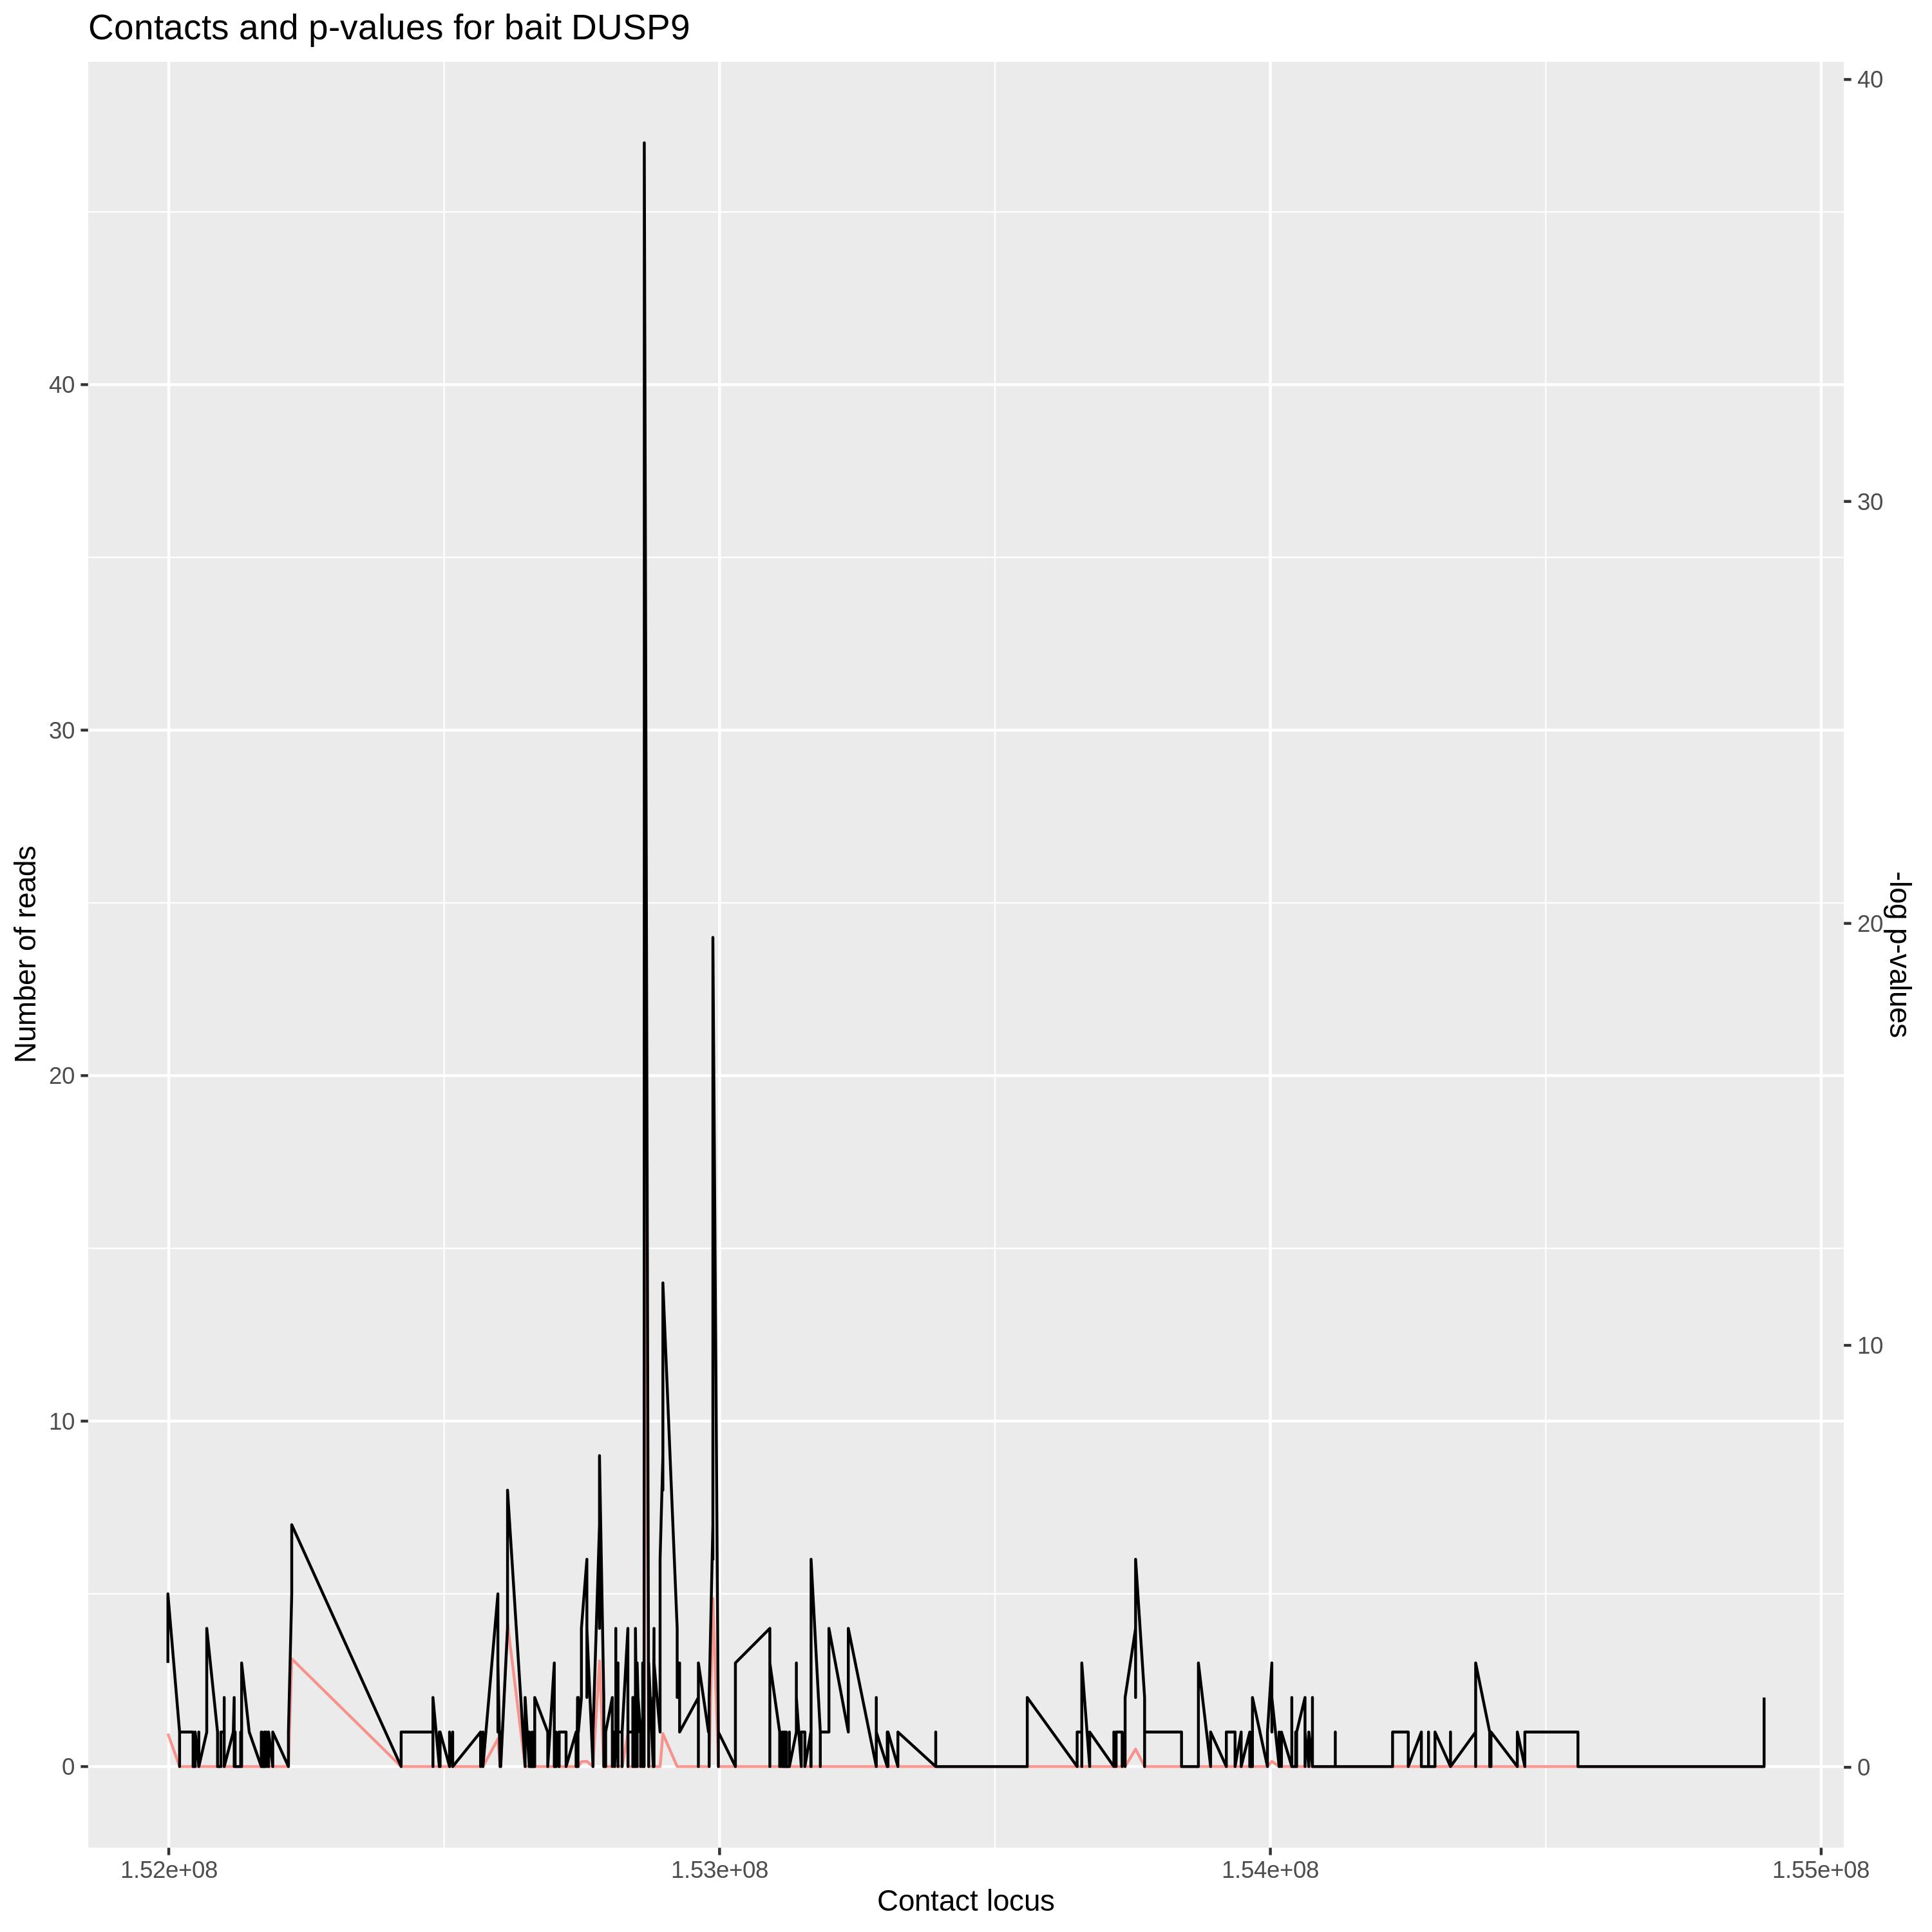 Contacts and p-values for bait DUSP9
40
30
20
10
0
Number of reads
40
30
20
10
0
-log p-values
1.52e+08 1.53e+08 1.54e+08 1.55e+08
Contact locus